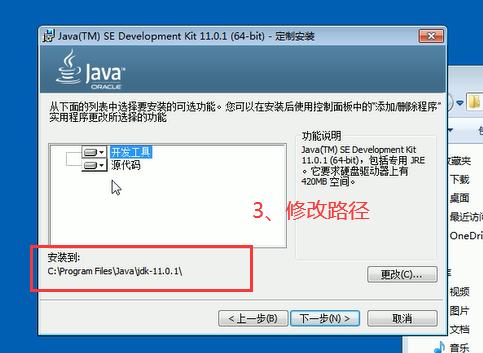 Java(TM) SE Development Kit 11.0.1 (64-bit) - 定制安装
Java™
ORACLE
从下面的列表中选择要安装的可选功能。您可以在安装后使用控制面板中的“添加/删除程序”
实用程序更改所选择的功能
开发工具
源代码
功能说明
Java(TM) SE Development Kit
11.0.1 (64-bit)，包括专用 JRE
。它要求硬盘驱动器上有
420MB 空间。
3、修改路径
安装到:
C:\Program Files\Java\jdk-11.0.1\
更改(C)...
< 上一步(B)
下一步(N) >
取消
下载
桌面
OneDri
视频
图片
文档
音乐